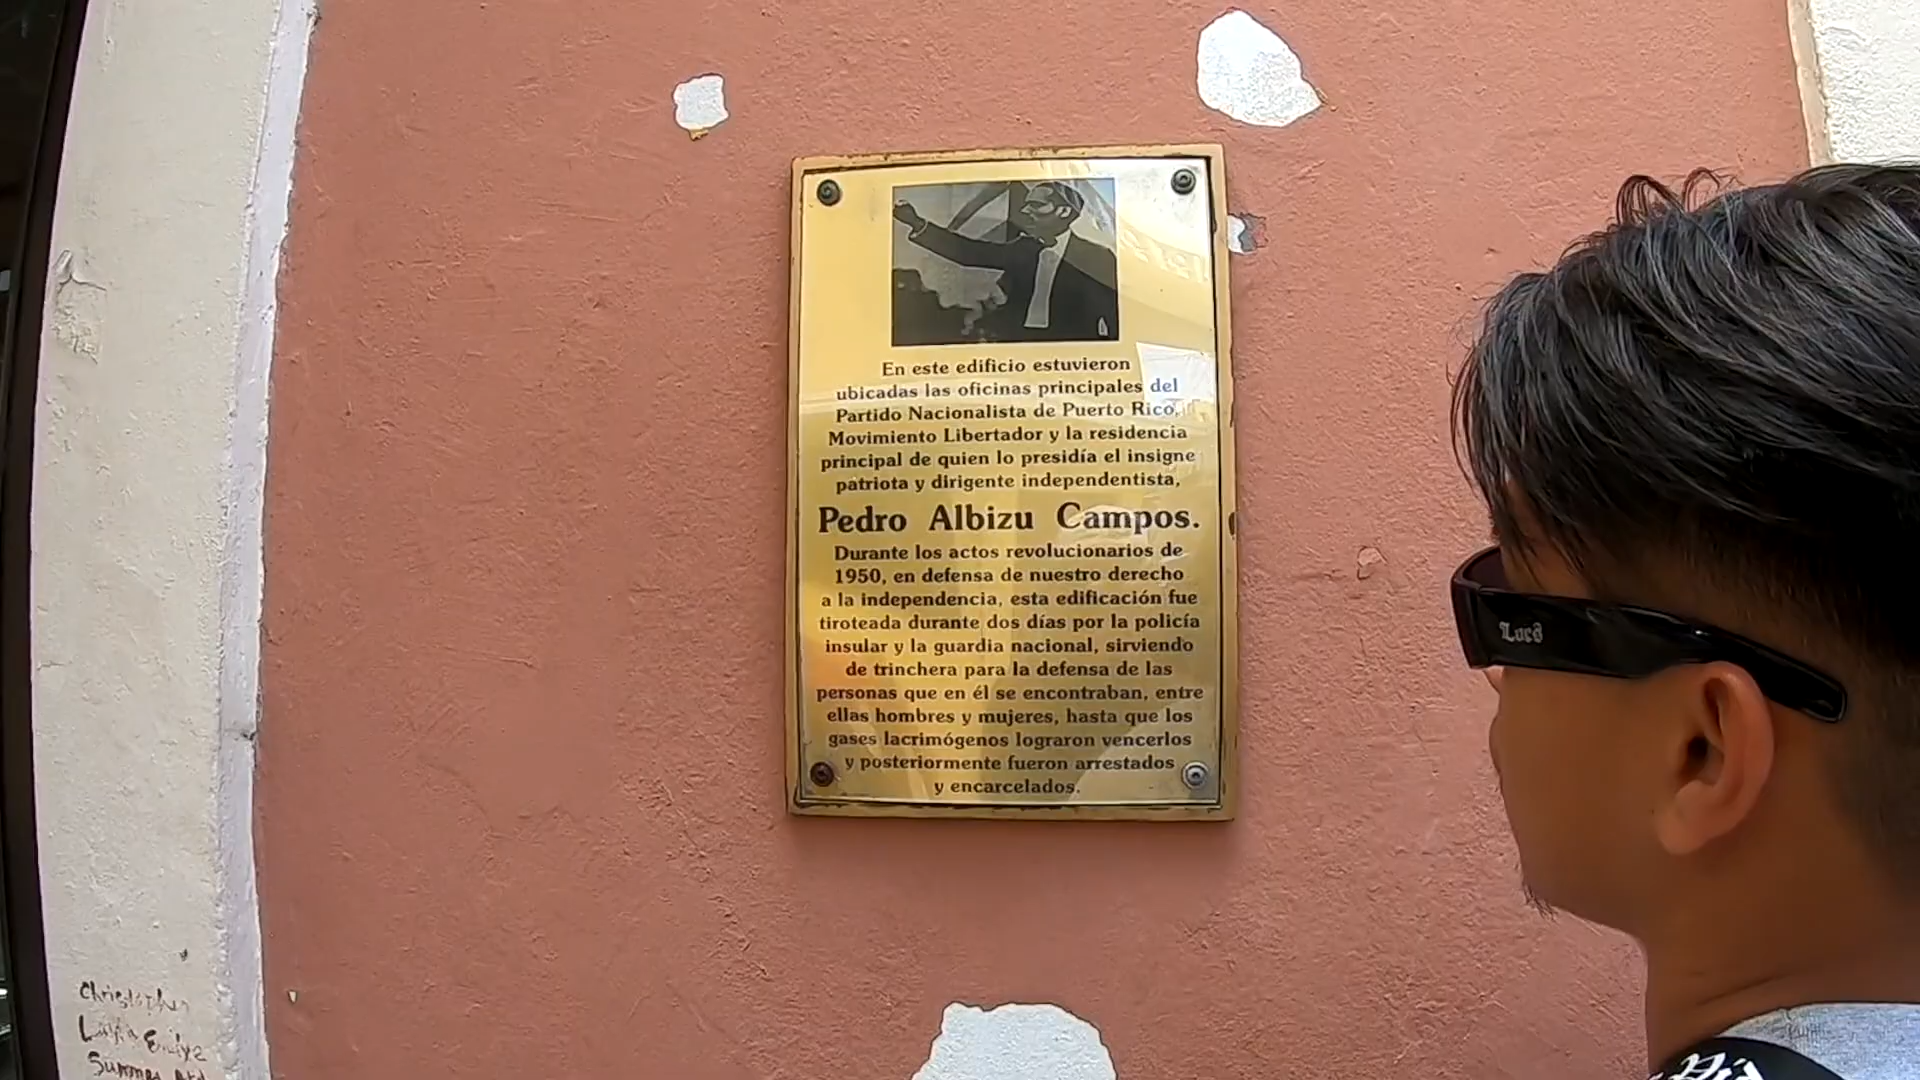 En este edificio estuvieron
ubicadas las oficinas principales del
Partido Nacionalista de Puerto Rico,
Movimiento Libertador y la residencia
principal de quien lo presidía el insigne
patriota y dirigente independentista,
Pedro Albizu Campos.
Durante los actos revolucionarios de
1950, en defensa de nuestro derecho
a la independencia, esta edificación fue
tiroteada durante dos días por la policía
insular y la guardia nacional, sirviendo
de trinchera para la defensa de las
personas que en él se encontraban, entre
ellas hombres y mujeres, hasta que los
gases lacrimógenos lograron vencerlos
y posteriormente fueron arrestados
y encarcelados.
Locs
Christopher
Summer